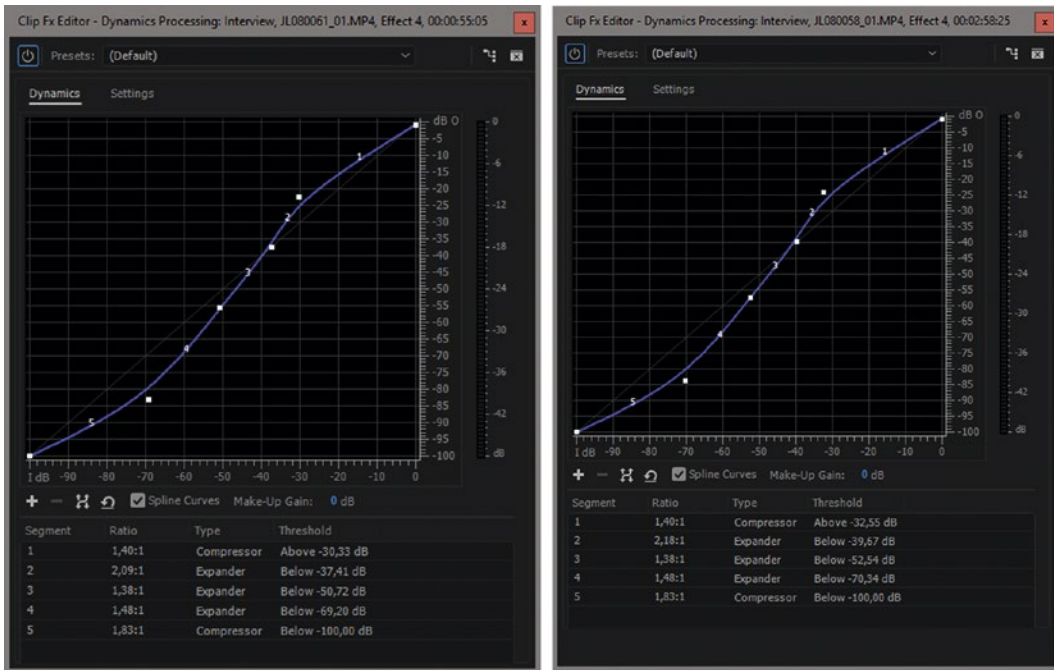 Clip Fx Editor - Dynamics Processing: Interview, JL080061_01.MP4, Effect 4, 00:00:55:05
x
Presets: (Default)
Dynamics Settings
dB 0
-5
-10
-15
-20
-25
-30
-35
-40
-45
-50
-55
-60
-65
-70
-75
-80
-85
-90
-95
-100
0
-6
-12
-18
-24
-30
-36
-42
dB
1
2
3
4
5
dB -90 -80 -70 -60 -50 -40 -30 -20 -10 0
Spline Curves Make-Up Gain: 0 dB
Segment Ratio Type Threshold
1 1,40:1 Compressor Above -30,33 dB
2 2,09:1 Expander Below -37,41 dB
3 1,38:1 Expander Below -50,72 dB
4 1,48:1 Expander Below -69,20 dB
5 1,83:1 Compressor Below -100,00 dB
Clip Fx Editor - Dynamics Processing: Interview, JL080058_01.MP4, Effect 4, 00:02:58:25
x
Presets: (Default)
Dynamics Settings
dB 0
-5
-10
-15
-20
-25
-30
-35
-40
-45
-50
-55
-60
-65
-70
-75
-80
-85
-90
-95
-100
0
-6
-12
-18
-24
-30
-36
-42
dB
1
2
3
4
5
dB -90 -80 -70 -60 -50 -40 -30 -20 -10 0
Spline Curves Make-Up Gain: 0 dB
Segment Ratio Type Threshold
1 1,40:1 Compressor Above -32,55 dB
2 2,18:1 Expander Below -39,67 dB
3 1,38:1 Expander Below -52,54 dB
4 1,48:1 Expander Below -70,34 dB
5 1,83:1 Compressor Below -100,00 dB